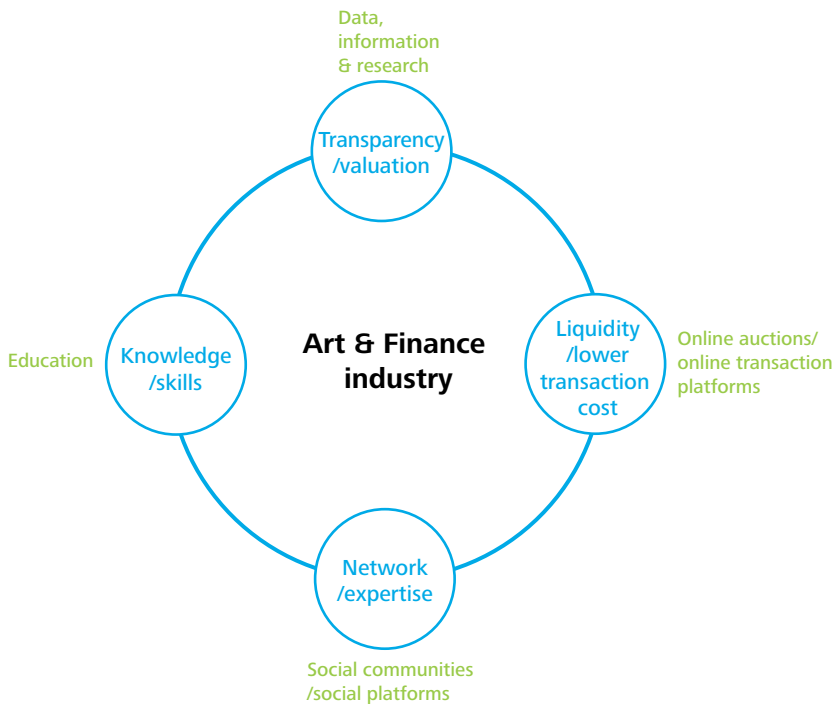 Data,
information
& research
Transparency
/valuation
Art & Finance
industry
Liquidity
/lower
transaction
cost
Online auctions/
online transaction
platforms
Education
Knowledge
/skills
Network
/expertise
Social communities
/social platforms